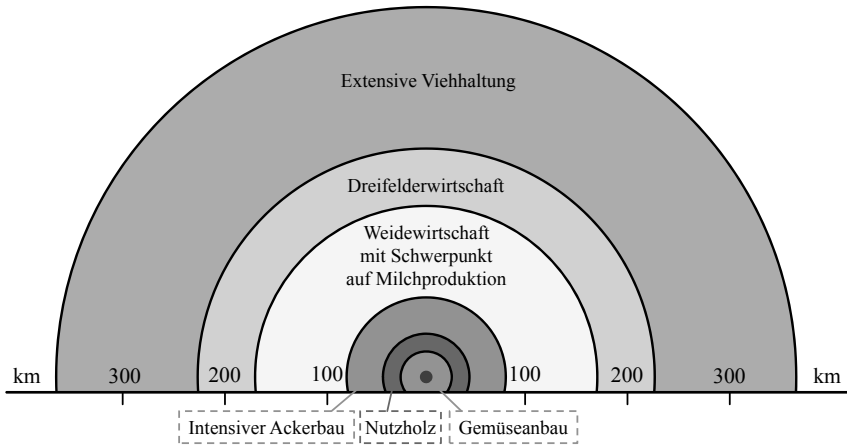 Extensive Viehhaltung
Dreifelderwirtschaft
Weidewirtschaft
mit Schwerpunkt
auf Milchproduktion
km 300 200 100 100 200 300 km
Intensiver Ackerbau Nutzholz Gemüseanbau